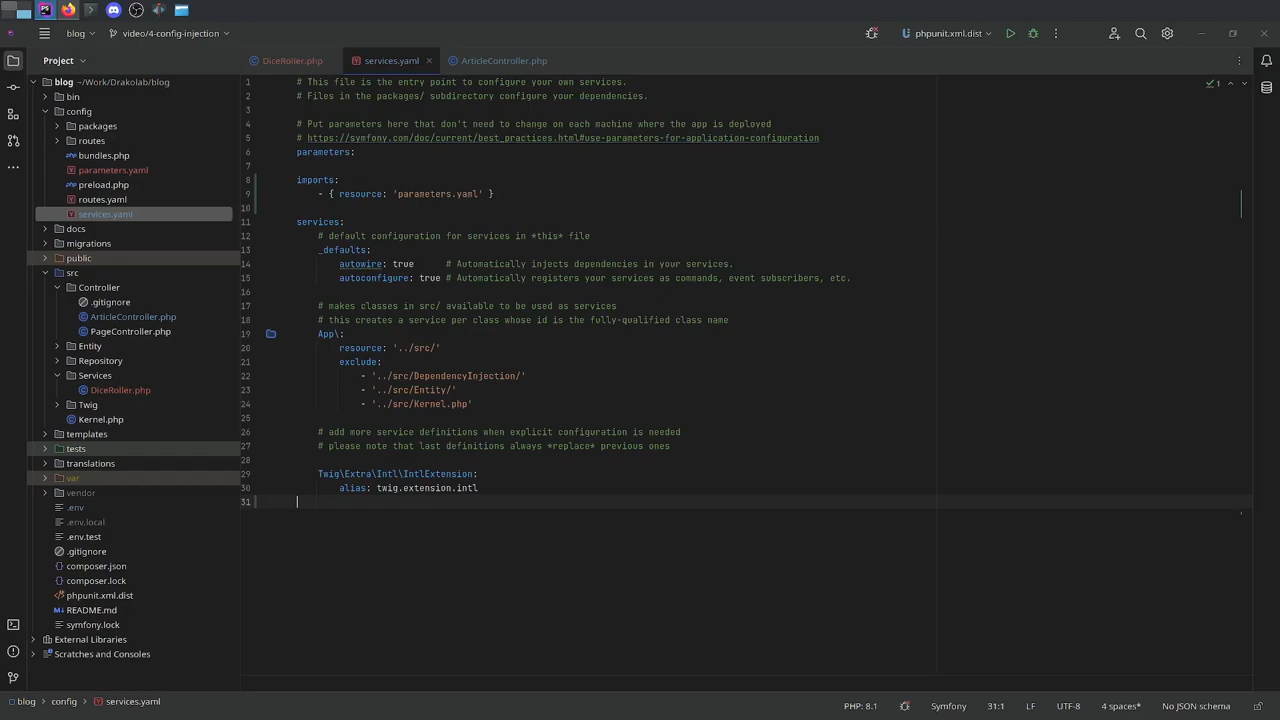 blog
video/4-config-injection
phpunit.xml.dist
Project
DiceRoller.php
services.yaml
ArticleController.php
blog ~/Work/Drakolab/blog
bin
config
packages
routes
bundles.php
parameters.yaml
preload.php
routes.yaml
services.yaml
docs
migrations
public
src
Controller
.gitignore
ArticleController.php
PageController.php
Entity
Repository
Services
DiceRoller.php
Twig
Kernel.php
templates
tests
translations
var
vendor
.env
.env.local
.env.test
.gitignore
composer.json
composer.lock
phpunit.xml.dist
README.md
symfony.lock
External Libraries
Scratches and Consoles
1 # This file is the entry point to configure your own services.
2 # Files in the packages/ subdirectory configure your dependencies.
3
4 # Put parameters here that don't need to change on each machine where the app is deployed
5 # https://symfony.com/doc/current/best_practices.html#use-parameters-for-application-configuration
6 parameters:
7
8 imports:
9     - { resource: 'parameters.yaml' }
10
11 services:
12     # default configuration for services in *this* file
13     _defaults:
14         autowire: true      # Automatically injects dependencies in your services.
15         autoconfigure: true # Automatically registers your services as commands, event subscribers, etc.
16
17     # makes classes in src/ available to be used as services
18     # this creates a service per class whose id is the fully-qualified class name
19     App\:
20         resource: '../src/'
21         exclude:
22             - '../src/DependencyInjection/'
23             - '../src/Entity/'
24             - '../src/Kernel.php'
25
26     # add more service definitions when explicit configuration is needed
27     # please note that last definitions always *replace* previous ones
28
29     Twig\Extra\Intl\IntlExtension:
30         alias: twig.extension.intl
31
1
blog > config > services.yaml
PHP: 8.1
Symfony
31:1
LF
UTF-8
4 spaces*
No JSON schema